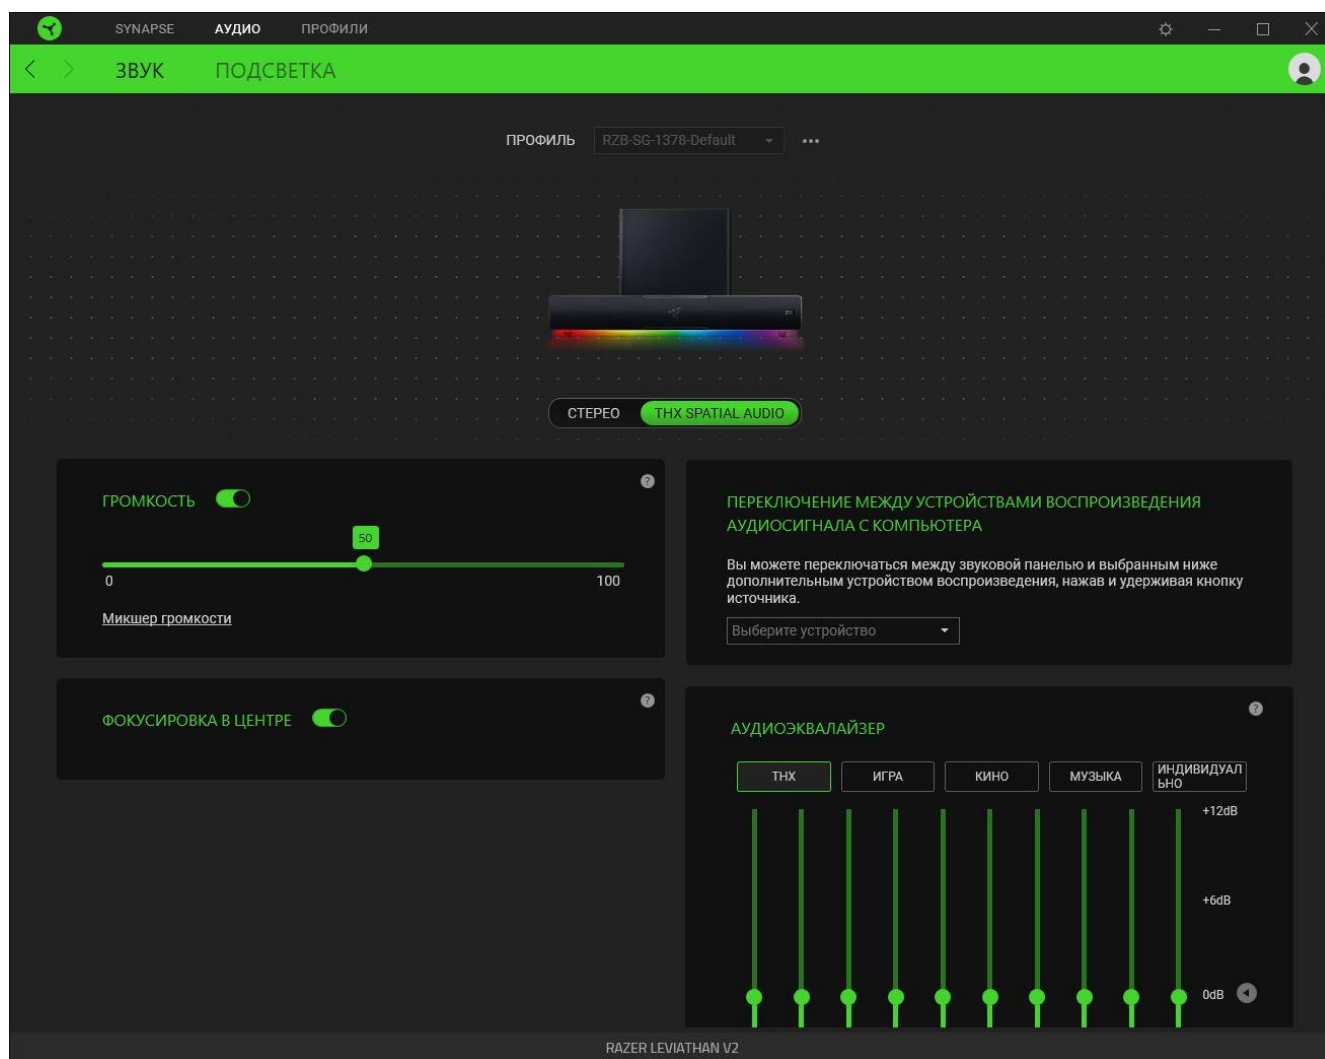 SYNAPSE АУДИО ПРОФИЛИ
ЗВУК ПОДСВЕТКА
ПРОФИЛЬ RZB-SG-1378-Default
СТЕРЕО THX SPATIAL AUDIO
ГРОМКОСТЬ
50
0 100
Микшер громкости
ПЕРЕКЛЮЧЕНИЕ МЕЖДУ УСТРОЙСТВАМИ ВОСПРОИЗВЕДЕНИЯ
АУДИОСИГНАЛА С КОМПЬЮТЕРА
Вы можете переключаться между звуковой панелью и выбранным ниже
дополнительным устройством воспроизведения, нажав и удерживая кнопку
источника.
Выберите устройство
ФОКУСИРОВКА В ЦЕНТРЕ
АУДИОЭКВАЛАЙЗЕР
THX ИГРА КИНО МУЗЫКА ИНДИВИДУАЛ
ЬНО
+12dB
+6dB
0dB
RAZER LEVIATHAN V2